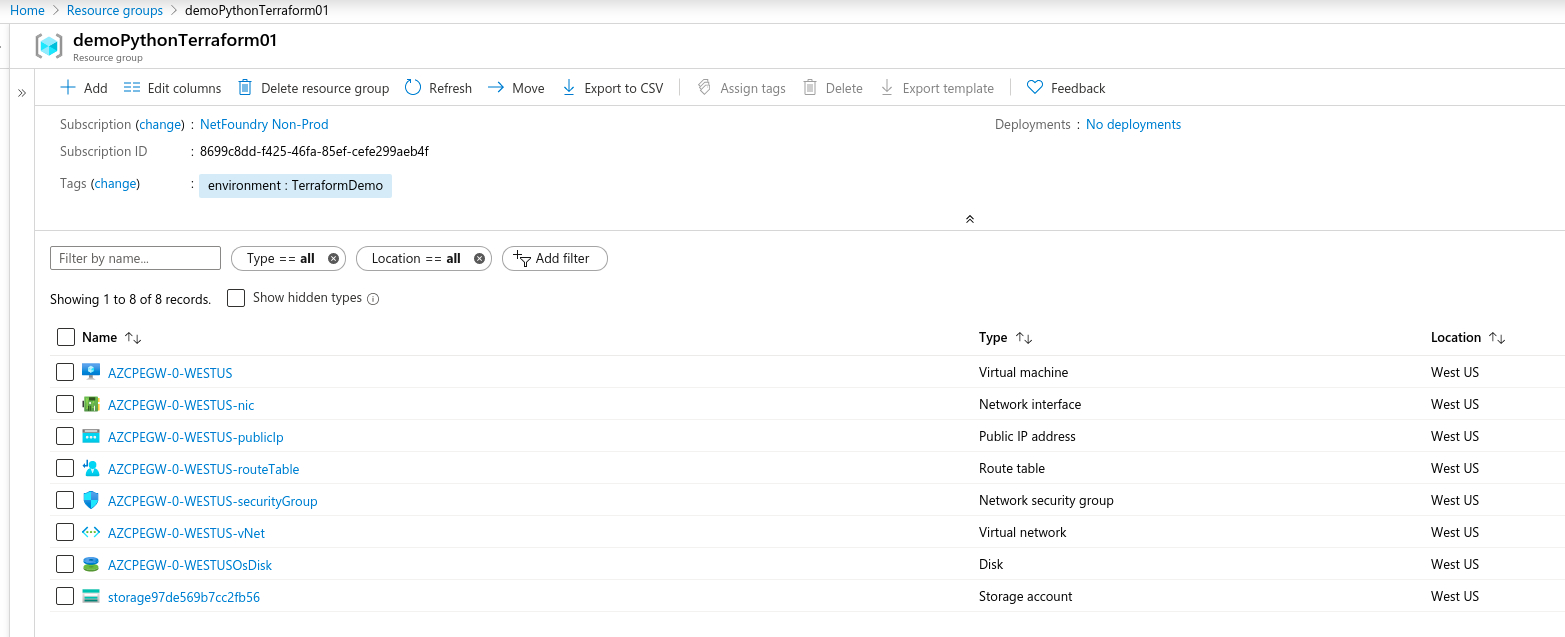 Home > Resource groups > demoPythonTerraform01
demoPythonTerraform01
Resource group
Add Edit columns Delete resource group Refresh Move Export to CSV Assign tags Delete Export template Feedback
Subscription (change) : NetFoundry Non-Prod Deployments : No deployments
Subscription ID : 8699c8dd-f425-46fa-85ef-cefe299aeb4f
Tags (change) : environment : TerraformDemo
Filter by name... Type == all Location == all Add filter
Showing 1 to 8 of 8 records. Show hidden types
Name Type Location
AZCPEGW-0-WESTUS Virtual machine West US
AZCPEGW-0-WESTUS-nic Network interface West US
AZCPEGW-0-WESTUS-publicIp Public IP address West US
AZCPEGW-0-WESTUS-routeTable Route table West US
AZCPEGW-0-WESTUS-securityGroup Network security group West US
AZCPEGW-0-WESTUS-vNet Virtual network West US
AZCPEGW-0-WESTUSOsDisk Disk West US
storage97de569b7cc2fb56 Storage account West US